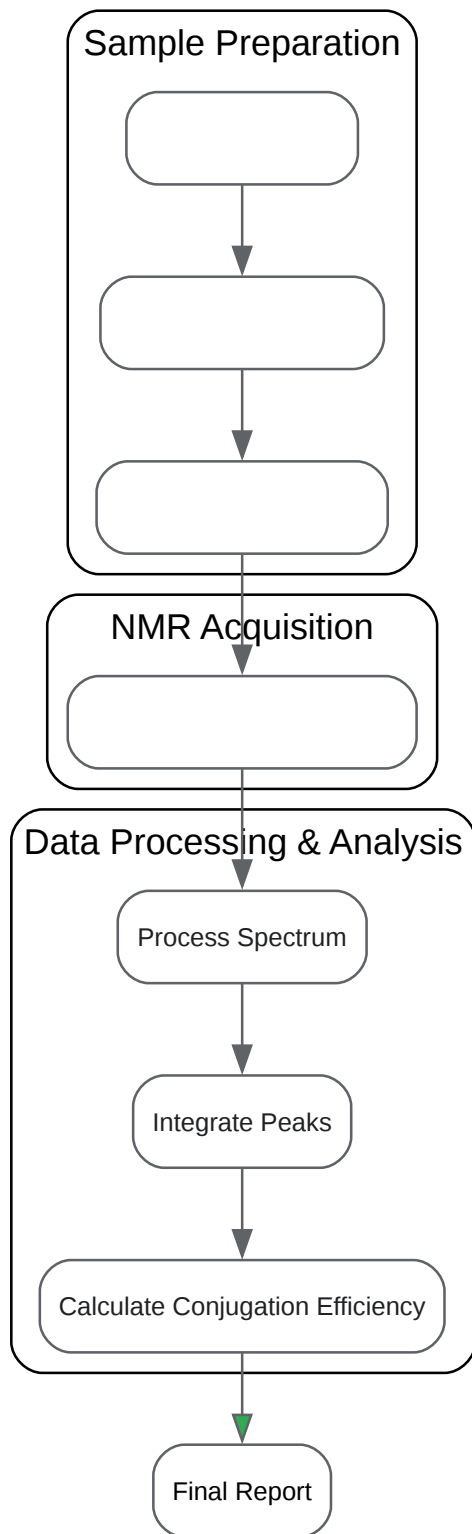 Sample Preparation
NMR Acquisition
Data Processing & Analysis
Process Spectrum
Integrate Peaks
Calculate Conjugation Efficiency
Final Report